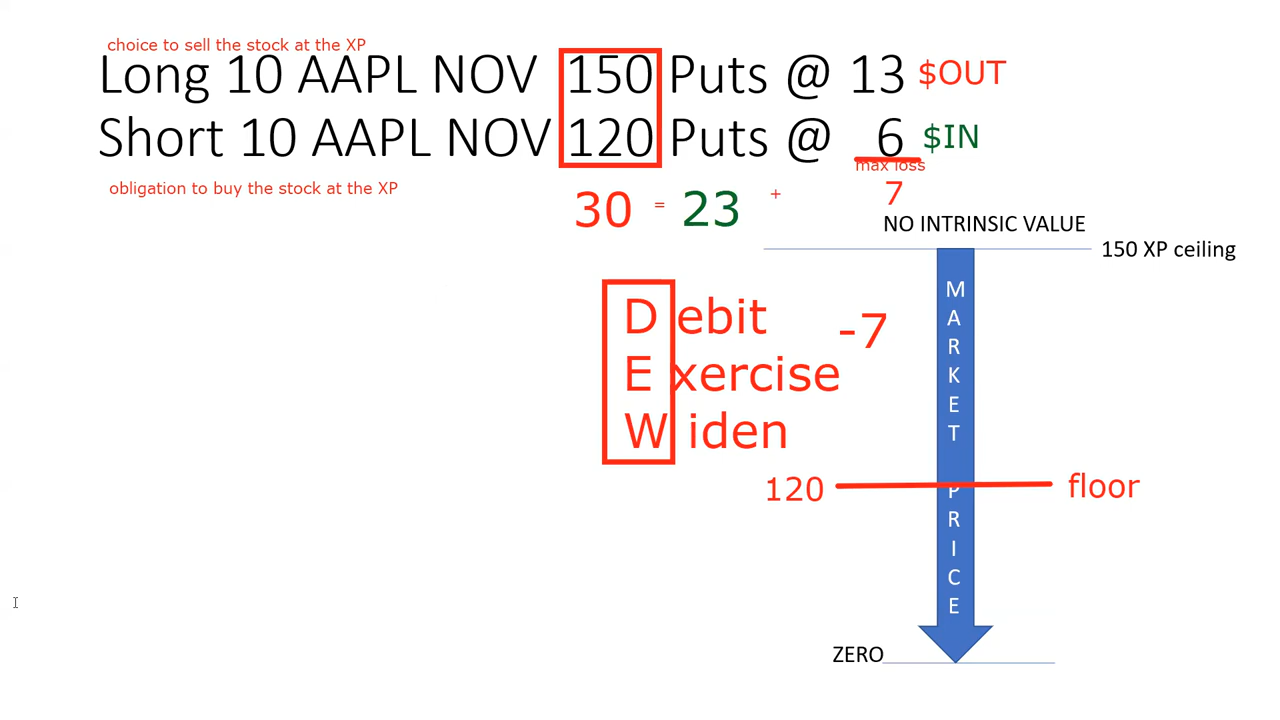 choice to sell the stock at the XP
Long 10 AAPL NOV 150 Puts @ 13 $OUT
Short 10 AAPL NOV 120 Puts @ 6 $IN
max loss
obligation to buy the stock at the XP
30 = 23 + 7
NO INTRINSIC VALUE
150 XP ceiling
Debit
-7
Exercise
Widen
MARKET PRICE
120
floor
ZERO